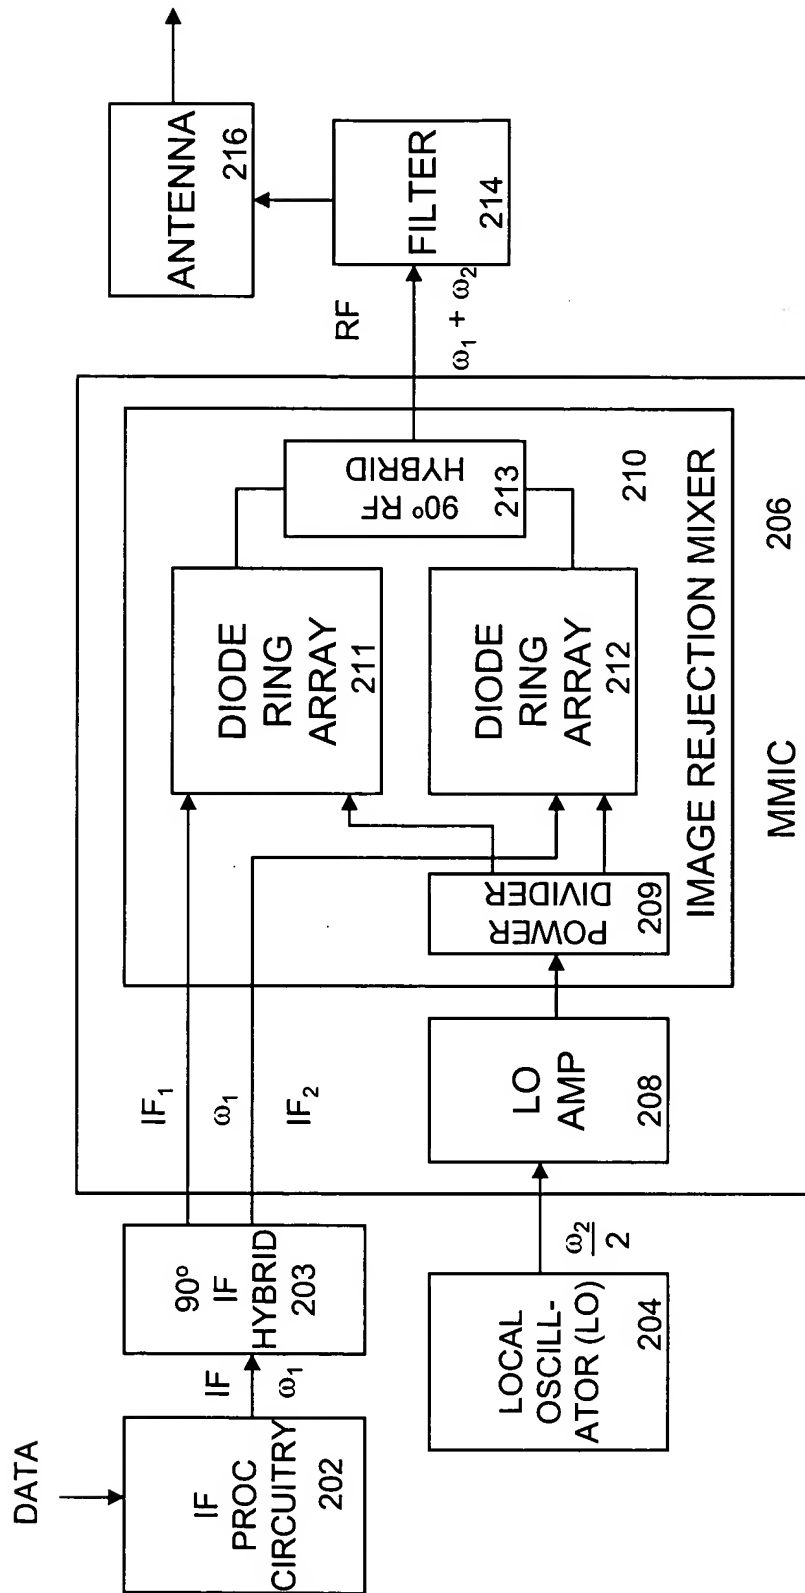 DATA
IF
PROC
CIRCUITRY
202
IF
ω₁
90°
IF
HYBRID
203
IF₁
ω₁
IF₂
LOCAL
OSCILL-
ATOR (LO)
204
ω₂
2
LO
AMP
208
POWER
DIVIDER
209
DIODE
RING
ARRAY
211
DIODE
RING
ARRAY
212
90° RF
HYBRID
213
210
IMAGE REJECTION MIXER
MMIC
206
RF
ω₁ + ω₂
FILTER
214
ANTENNA
216